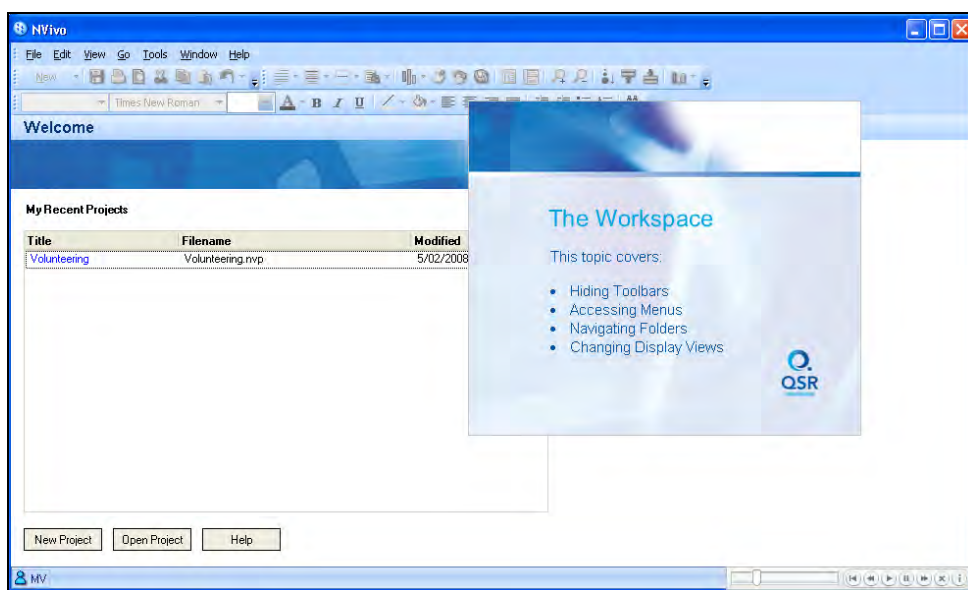 NVivo
File Edit View Go Tools Window Help
New
Times New Roman A B I U
Welcome
My Recent Projects
Title Filename Modified
Volunteering Volunteering.nvp 5/02/2008
The Workspace
This topic covers:
• Hiding Toolbars
• Accessing Menus
• Navigating Folders
• Changing Display Views
QSR
New Project Open Project Help
MV